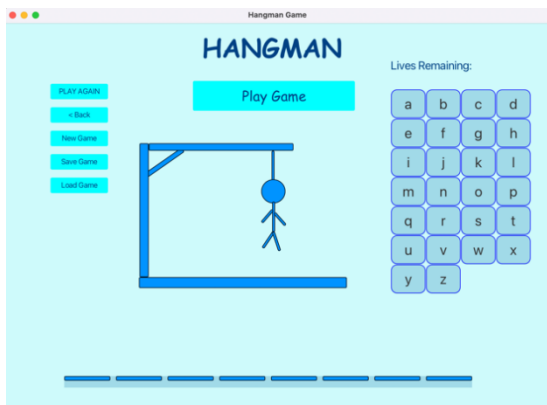 Hangman Game
HANGMAN
Lives Remaining:
Play Game
PLAY AGAIN
< Back
New Game
Save Game
Load Game
a b c d
e f g h
i j k l
m n o p
q r s t
u v w x
y z